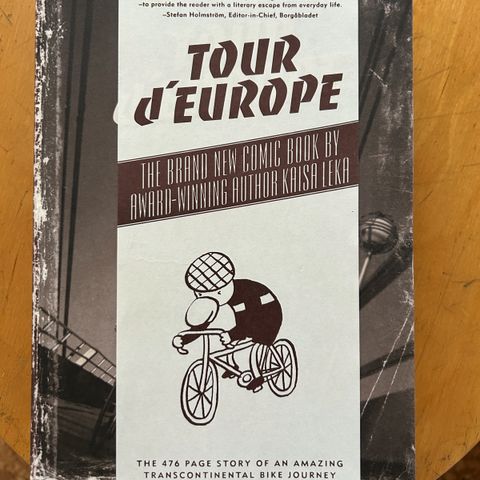 —to provide the reader with a literary escape from everyday life.
—Stefan Holmström, Editor-in-Chief, Borgåbladet
TOUR
d'EUROPE
THE BRAND NEW COMIC BOOK BY
AWARD-WINNING AUTHOR KAISA LEKA
THE 476 PAGE STORY OF AN AMAZING
TRANSCONTINENTAL BIKE JOURNEY